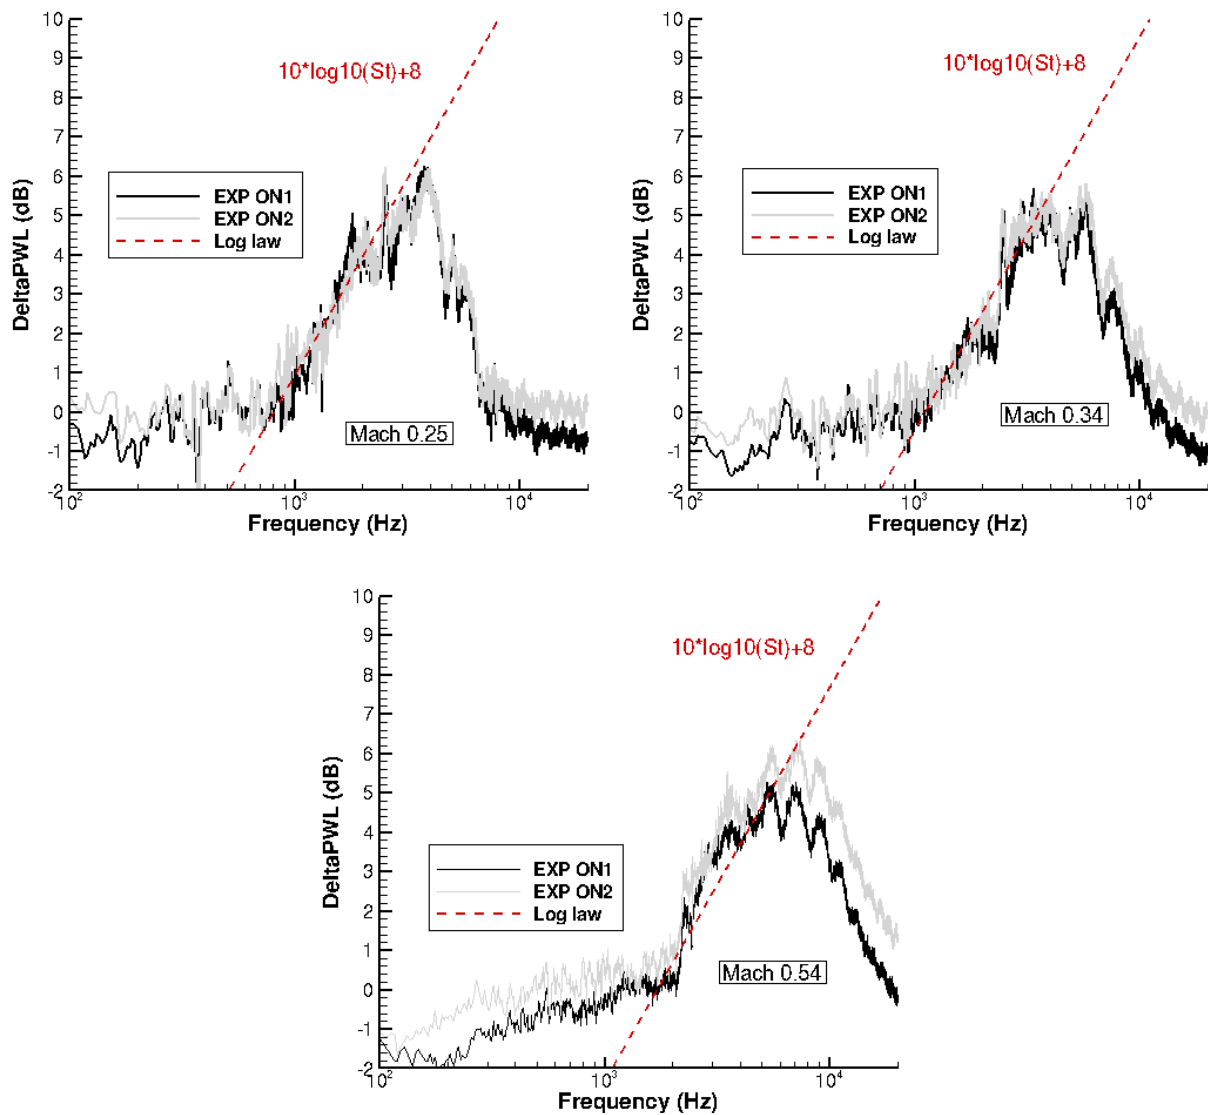 10
9
8
7
6
5
4
3
2
1
0
-1
-2
DeltaPWL (dB)
10*log10(St)+8
EXP ON1
EXP ON2
Log law
Mach 0.25
10²
10³
10⁴
Frequency (Hz)
10
9
8
7
6
5
4
3
2
1
0
-1
-2
DeltaPWL (dB)
10*log10(St)+8
EXP ON1
EXP ON2
Log law
Mach 0.34
10²
10³
10⁴
Frequency (Hz)
10
9
8
7
6
5
4
3
2
1
0
-1
-2
DeltaPWL (dB)
10*log10(St)+8
EXP ON1
EXP ON2
Log law
Mach 0.54
10²
10³
10⁴
Frequency (Hz)